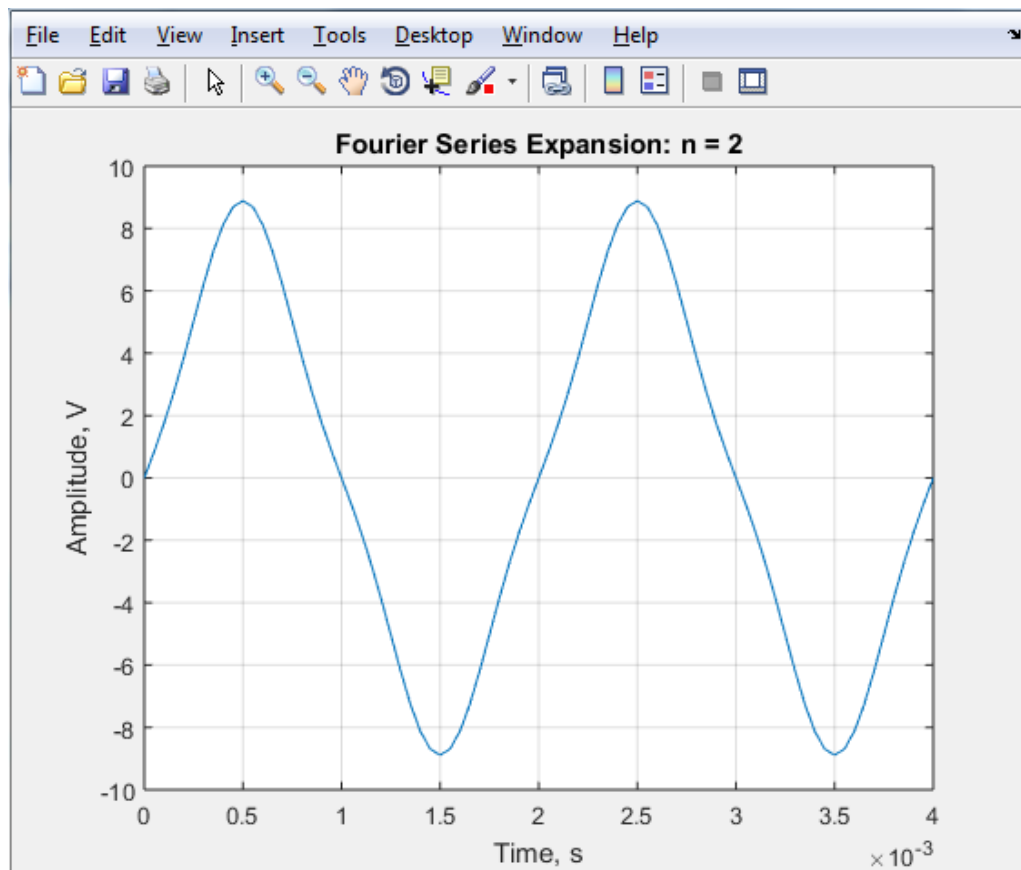 File Edit View Insert Tools Desktop Window Help
Fourier Series Expansion: n = 2
10
8
6
4
2
0
-2
-4
-6
-8
-10
Amplitude, V
0 0.5 1 1.5 2 2.5 3 3.5 4
Time, s
×10⁻³